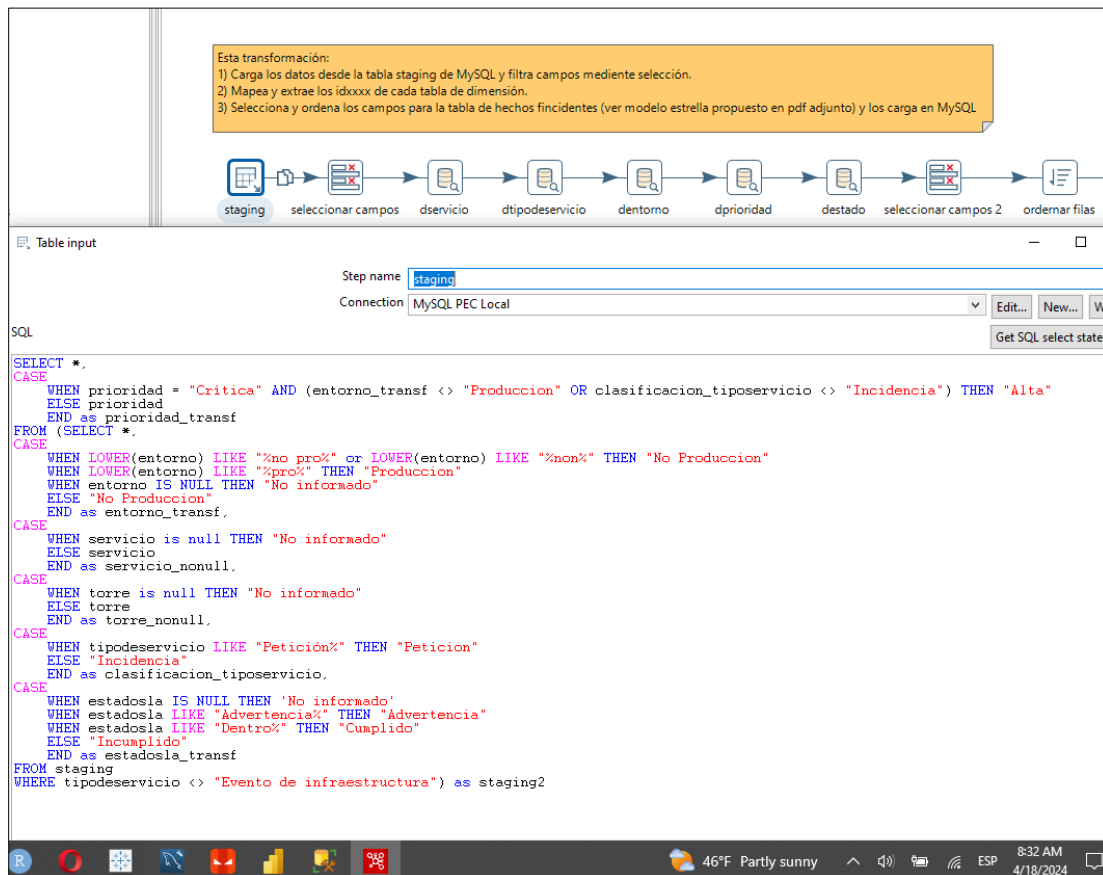 Esta transformación:
1) Carga los datos desde la tabla staging de MySQL y filtra campos mediante selección.
2) Mapea y extrae los idxxxx de cada tabla de dimensión.
3) Selecciona y ordena los campos para la tabla de hechos fincidentes (ver modelo estrella propuesto en pdf adjunto) y los carga en MySQL
staging seleccionar campos dservicio dtipodeservicio dentorno dprioridad destado seleccionar campos 2 ordernar filas
Table input
Step name staging
Connection MySQL PEC Local Edit... New... W
SQL
Get SQL select state
SELECT *,
CASE
WHEN prioridad = "Crítica" AND (entorno_transf <> "Produccion" OR clasificacion_tiposervicio <> "Incidencia") THEN "Alta"
ELSE prioridad
END as prioridad_transf
FROM (SELECT *,
CASE
WHEN LOWER(entorno) LIKE "%no pro%" or LOWER(entorno) LIKE "%non%" THEN "No Produccion"
WHEN LOWER(entorno) LIKE "%pro%" THEN "Produccion"
WHEN entorno IS NULL THEN "No informado"
ELSE "No Produccion"
END as entorno_transf,
CASE
WHEN servicio is null THEN "No informado"
ELSE servicio
END as servicio_nonull,
CASE
WHEN torre is null THEN "No informado"
ELSE torre
END as torre_nonull,
CASE
WHEN tipodeservicio LIKE "Petición%" THEN "Peticion"
ELSE "Incidencia"
END as clasificacion_tiposervicio,
CASE
WHEN estadosla IS NULL THEN 'No informado'
WHEN estadosla LIKE "Advertencia%" THEN "Advertencia"
WHEN estadosla LIKE "Dentro%" THEN "Cumplido"
ELSE "Incumplido"
END as estadosla_transf
FROM staging
WHERE tipodeservicio <> "Evento de infraestructura") as staging2
R 46°F Partly sunny ESP 8:32 AM
4/18/2024